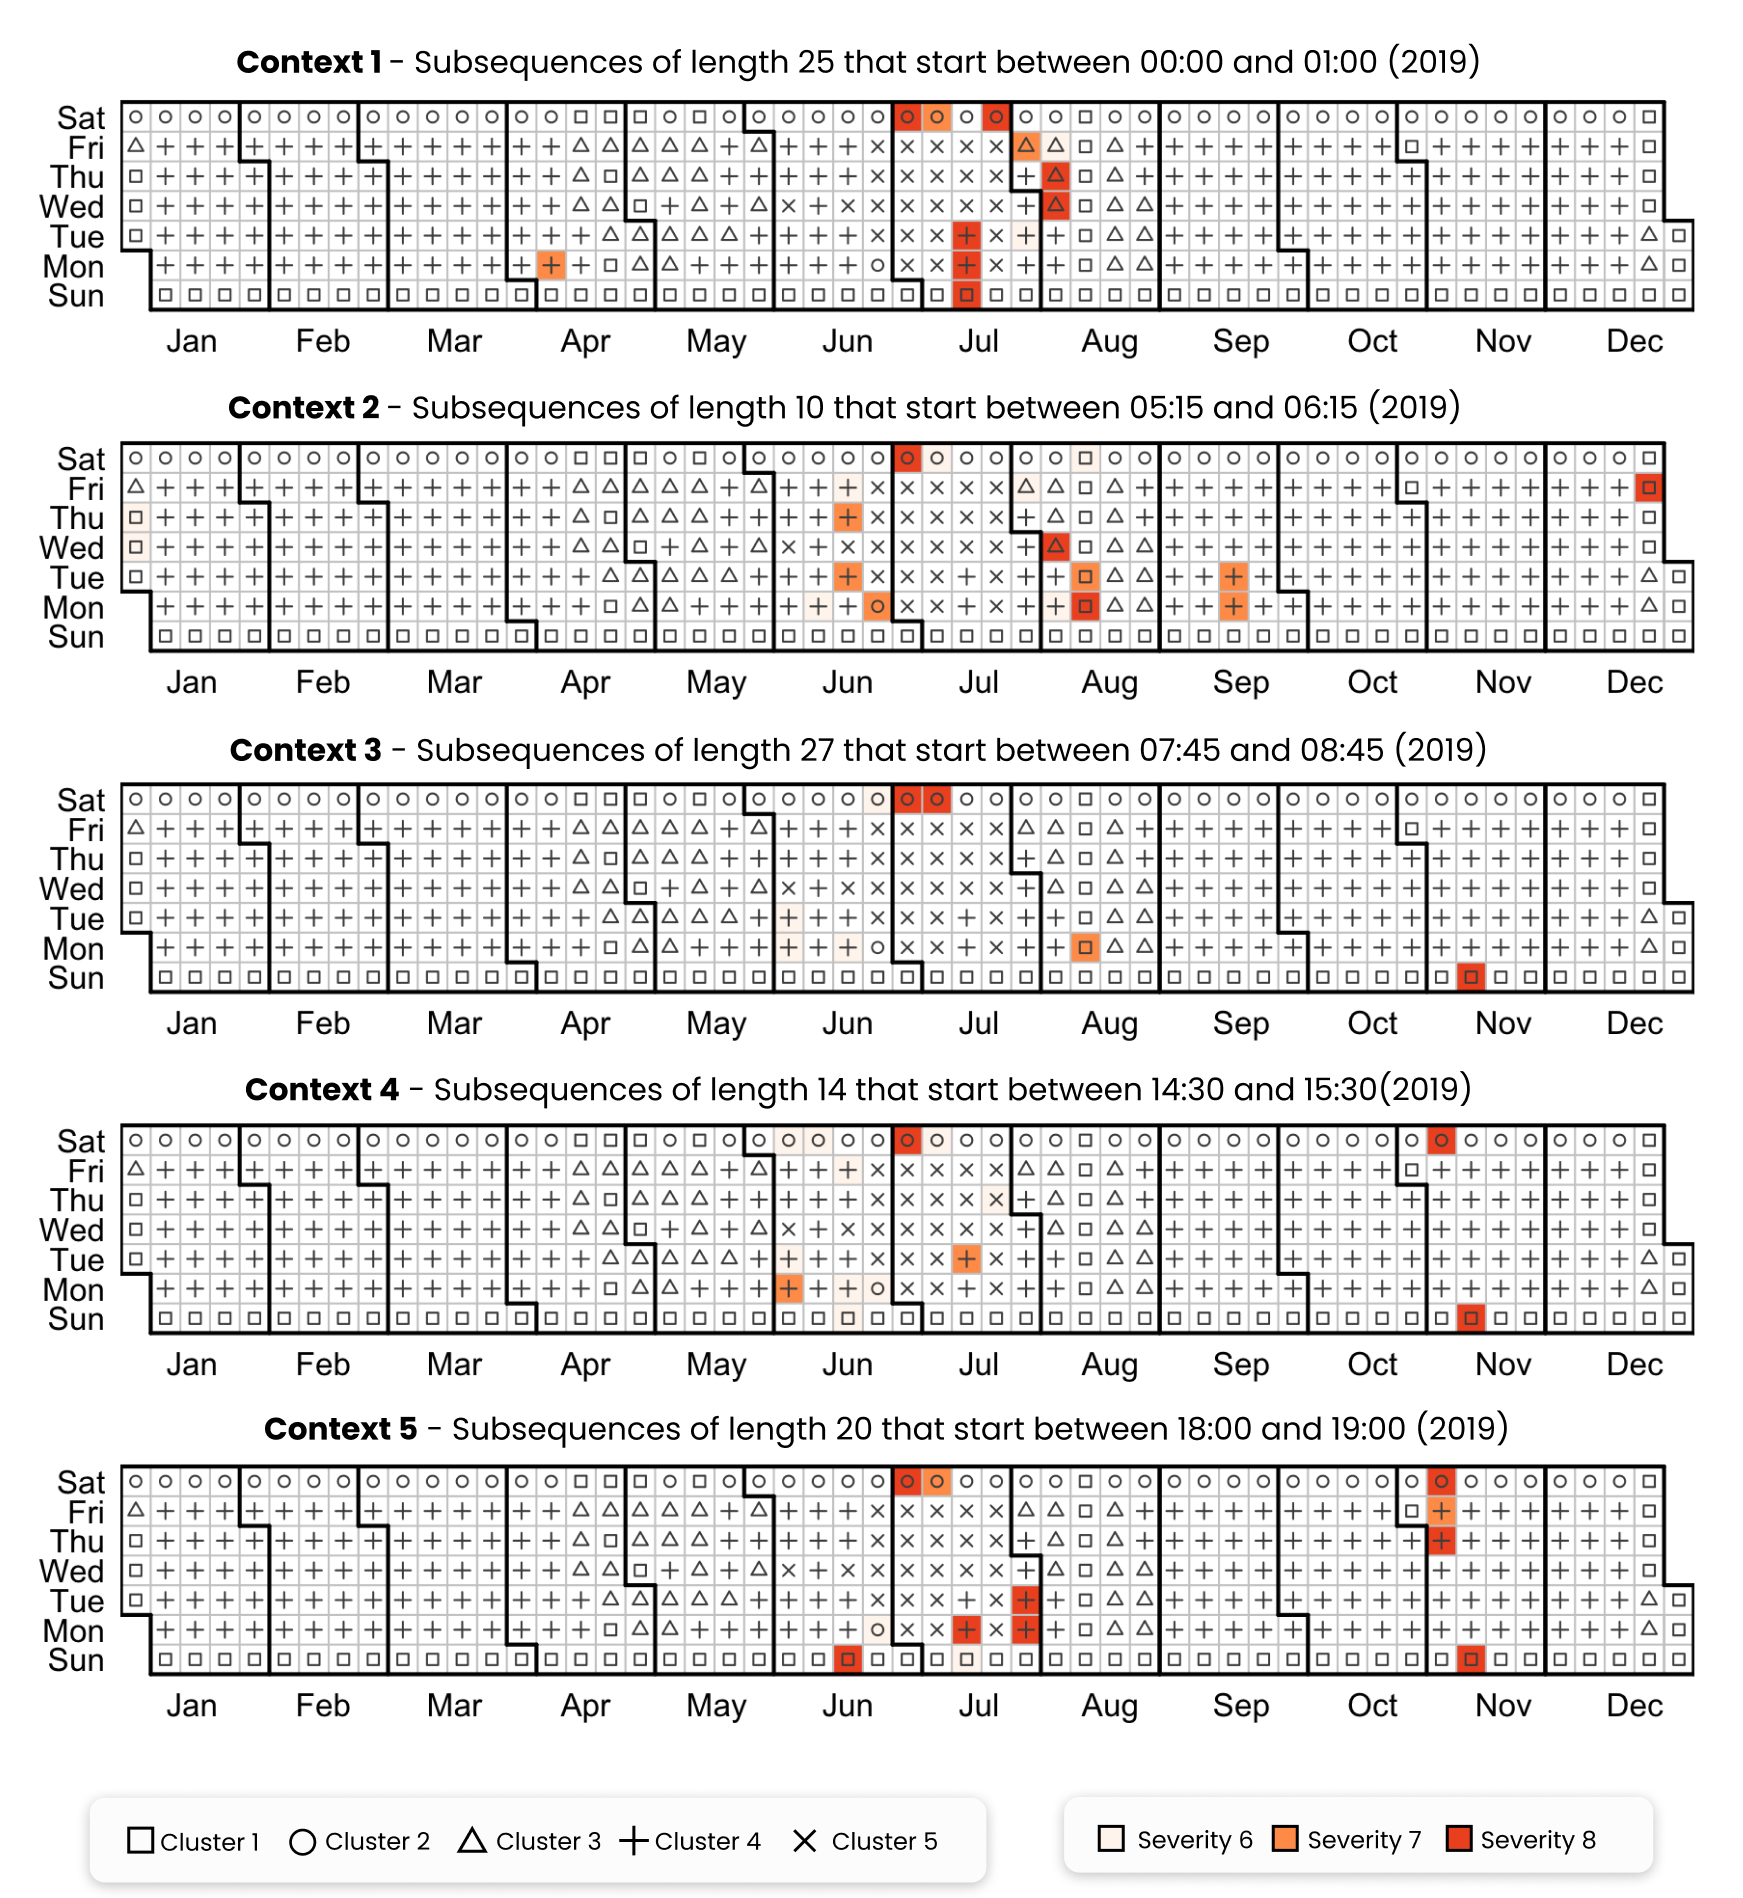 Context 1 - Subsequences of length 25 that start between 00:00 and 01:00 (2019)
Sat
Fri
Thu
Wed
Tue
Mon
Sun
Jan Feb Mar Apr May Jun Jul Aug Sep Oct Nov Dec
Context 2 - Subsequences of length 10 that start between 05:15 and 06:15 (2019)
Sat
Fri
Thu
Wed
Tue
Mon
Sun
Jan Feb Mar Apr May Jun Jul Aug Sep Oct Nov Dec
Context 3 - Subsequences of length 27 that start between 07:45 and 08:45 (2019)
Sat
Fri
Thu
Wed
Tue
Mon
Sun
Jan Feb Mar Apr May Jun Jul Aug Sep Oct Nov Dec
Context 4 - Subsequences of length 14 that start between 14:30 and 15:30(2019)
Sat
Fri
Thu
Wed
Tue
Mon
Sun
Jan Feb Mar Apr May Jun Jul Aug Sep Oct Nov Dec
Context 5 - Subsequences of length 20 that start between 18:00 and 19:00 (2019)
Sat
Fri
Thu
Wed
Tue
Mon
Sun
Jan Feb Mar Apr May Jun Jul Aug Sep Oct Nov Dec
Cluster 1 Cluster 2 Cluster 3 Cluster 4 Cluster 5 Severity 6 Severity 7 Severity 8